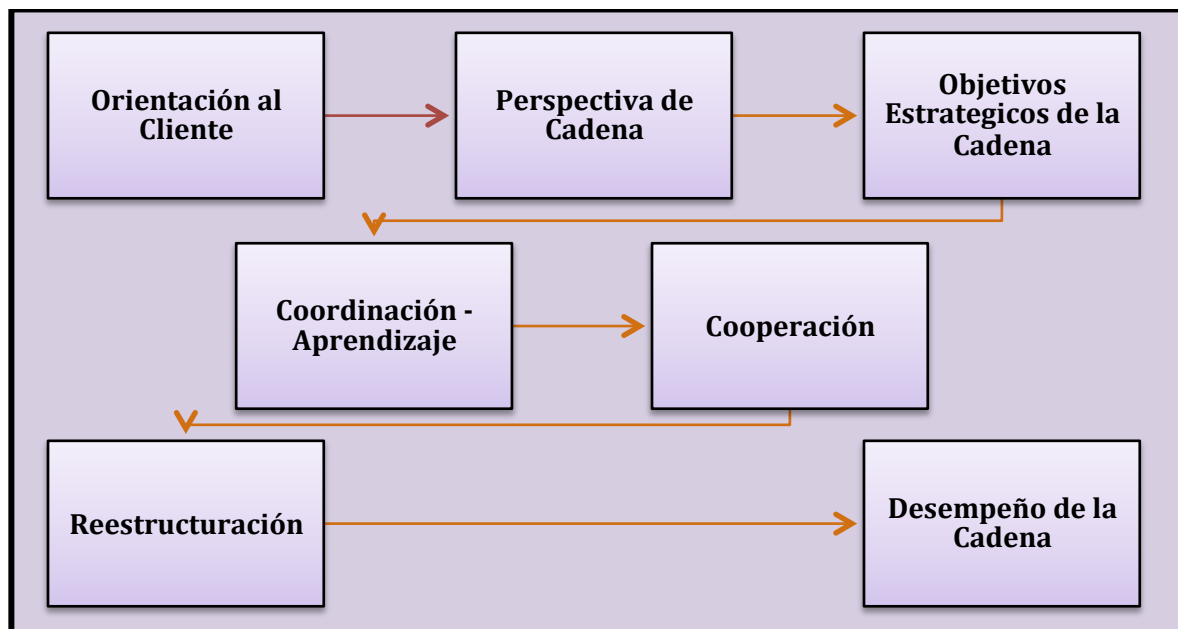 Orientación al
Cliente
Perspectiva de
Cadena
Objetivos
Estrategicos de la
Cadena
Coordinación -
Aprendizaje
Cooperación
Reestructuración
Desempeño de la
Cadena